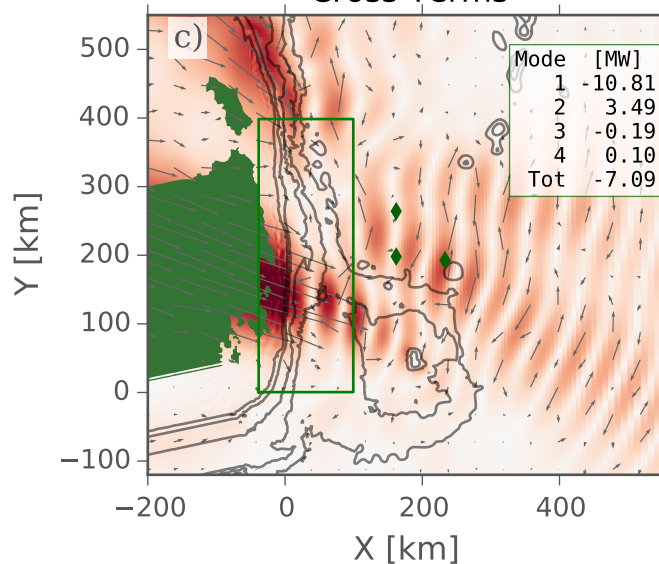 Cross Terms
c)
Mode [MW]
1 -10.81
2 3.49
3 -0.19
4 0.10
Tot -7.09
500
400
300
200
100
0
−100
Y [km]
−200 0 200 400
X [km]